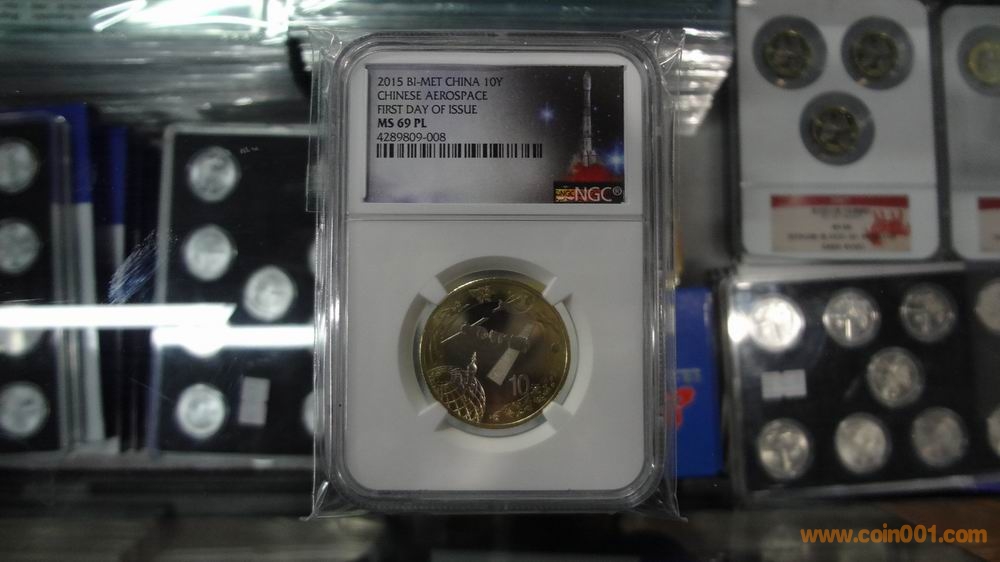 2015 BI-MET CHINA 10Y
CHINESE AEROSPACE
FIRST DAY OF ISSUE
MS 69 PL
4289809-008
NGC
NGC®
10
www.coin001.com